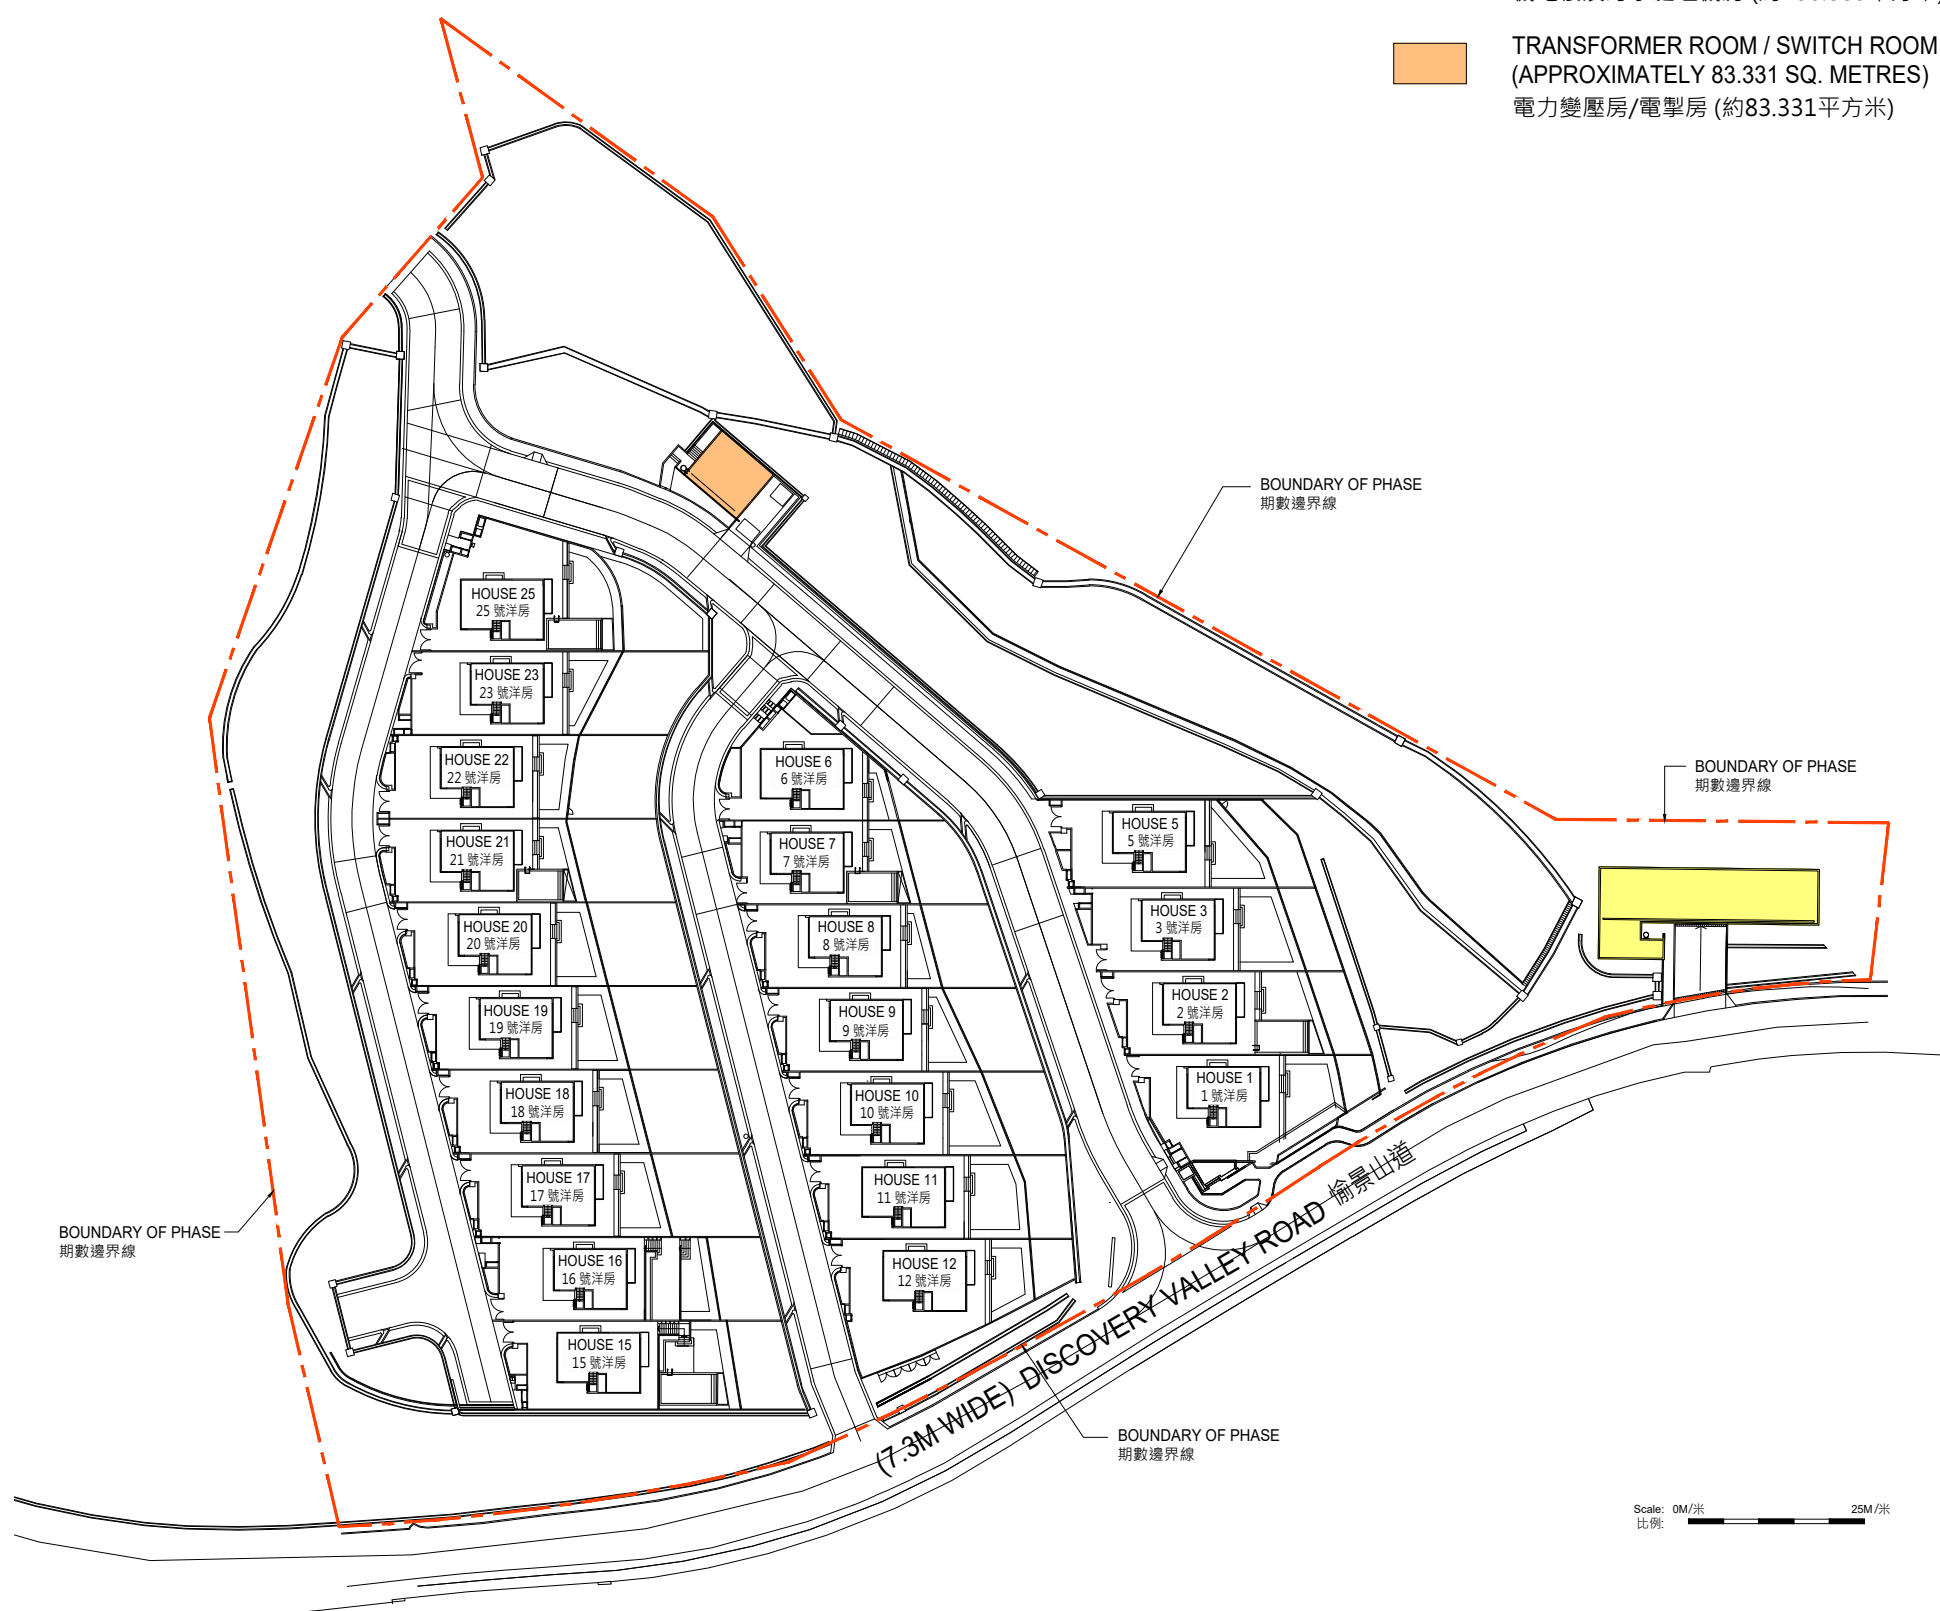 TRANSFORMER ROOM / SWITCH ROOM
(APPROXIMATELY 83.331 SQ. METRES)
電力變壓房/電掣房 (約83.331平方米)
BOUNDARY OF PHASE
期數邊界線
BOUNDARY OF PHASE
期數邊界線
HOUSE 25
25 號洋房
HOUSE 23
23 號洋房
HOUSE 22
22 號洋房
HOUSE 21
21 號洋房
HOUSE 20
20 號洋房
HOUSE 19
19 號洋房
HOUSE 18
18 號洋房
HOUSE 17
17 號洋房
HOUSE 16
16 號洋房
HOUSE 15
15 號洋房
HOUSE 6
6 號洋房
HOUSE 7
7 號洋房
HOUSE 8
8 號洋房
HOUSE 9
9 號洋房
HOUSE 10
10 號洋房
HOUSE 11
11 號洋房
HOUSE 12
12 號洋房
HOUSE 5
5 號洋房
HOUSE 3
3 號洋房
HOUSE 2
2 號洋房
HOUSE 1
1 號洋房
BOUNDARY OF PHASE
期數邊界線
(7.3M WIDE) DISCOVERY VALLEY ROAD 愉景山道
BOUNDARY OF PHASE
期數邊界線
Scale: 0M/米 25M/米
比例: